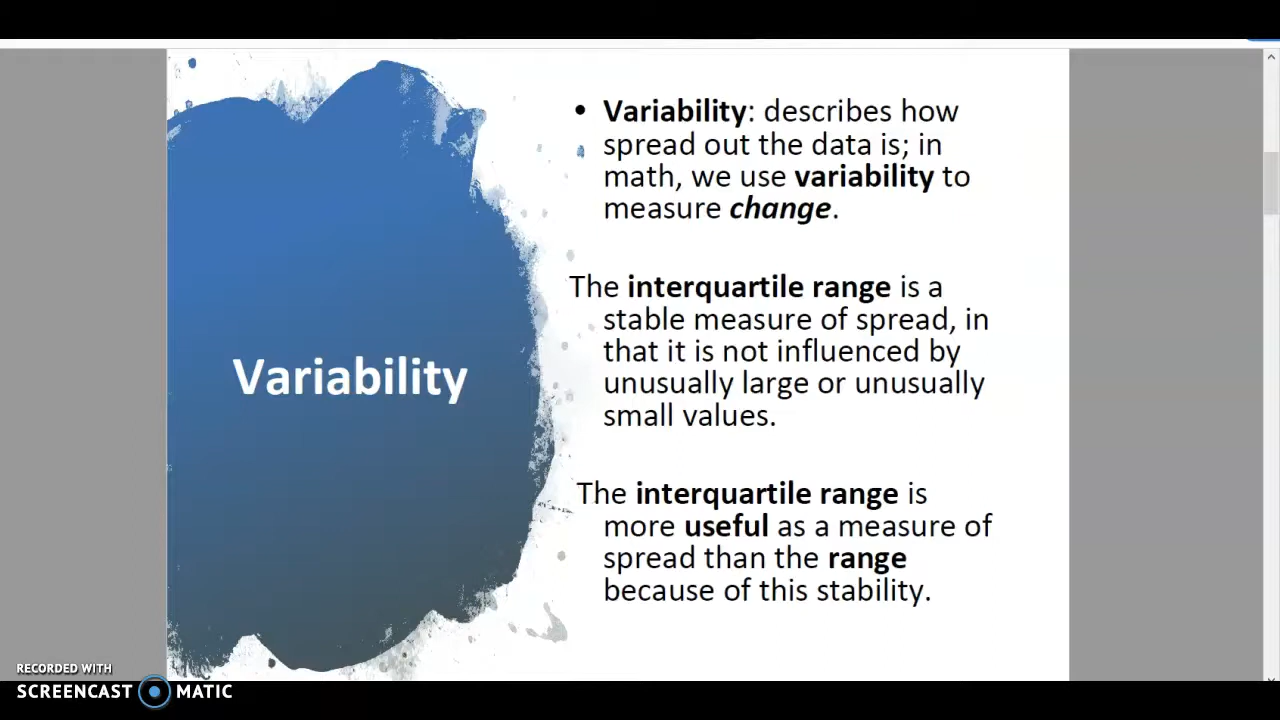 Variability
• Variability: describes how
spread out the data is; in
math, we use variability to
measure change.
The interquartile range is a
stable measure of spread, in
that it is not influenced by
unusually large or unusually
small values.
The interquartile range is
more useful as a measure of
spread than the range
because of this stability.
RECORDED WITH
SCREENCAST MATIC